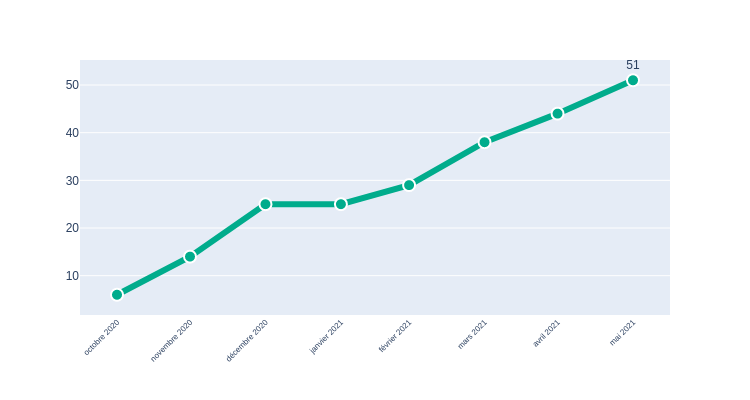 51
50
40
30
20
10
octobre 2020
novembre 2020
décembre 2020
janvier 2021
février 2021
mars 2021
avril 2021
mai 2021